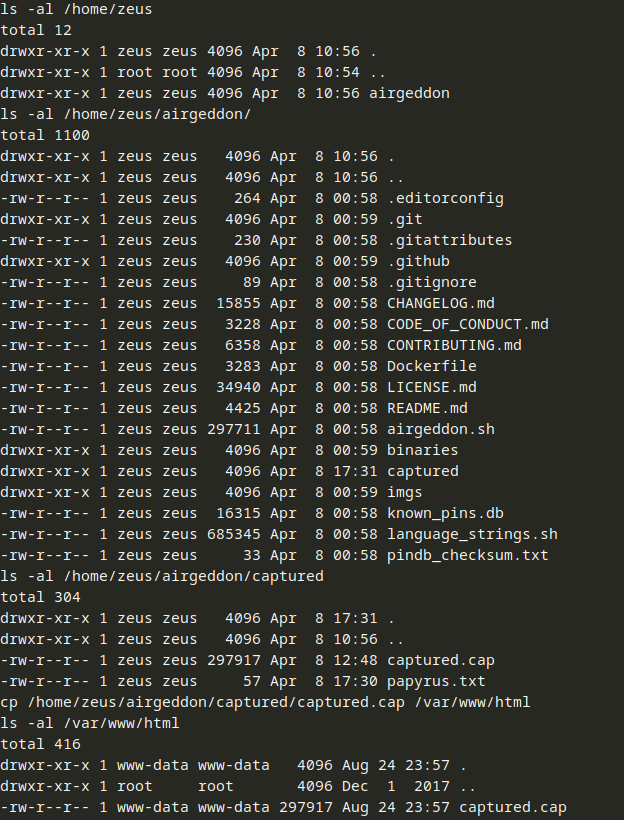 ls -al /home/zeus
total 12
drwxr-xr-x 1 zeus zeus 4096 Apr  8 10:56 .
drwxr-xr-x 1 root root 4096 Apr  8 10:54 ..
drwxr-xr-x 1 zeus zeus 4096 Apr  8 10:56 airgeddon
ls -al /home/zeus/airgeddon/
total 1100
drwxr-xr-x 1 zeus zeus   4096 Apr  8 10:56 .
drwxr-xr-x 1 zeus zeus   4096 Apr  8 10:56 ..
-rw-r--r-- 1 zeus zeus    264 Apr  8 00:58 .editorconfig
drwxr-xr-x 1 zeus zeus   4096 Apr  8 00:59 .git
-rw-r--r-- 1 zeus zeus    230 Apr  8 00:58 .gitattributes
drwxr-xr-x 1 zeus zeus   4096 Apr  8 00:59 .github
-rw-r--r-- 1 zeus zeus     89 Apr  8 00:58 .gitignore
-rw-r--r-- 1 zeus zeus  15855 Apr  8 00:58 CHANGELOG.md
-rw-r--r-- 1 zeus zeus   3228 Apr  8 00:58 CODE_OF_CONDUCT.md
-rw-r--r-- 1 zeus zeus   6358 Apr  8 00:58 CONTRIBUTING.md
-rw-r--r-- 1 zeus zeus   3283 Apr  8 00:58 Dockerfile
-rw-r--r-- 1 zeus zeus  34940 Apr  8 00:58 LICENSE.md
-rw-r--r-- 1 zeus zeus   4425 Apr  8 00:58 README.md
-rw-r--r-- 1 zeus zeus 297711 Apr  8 00:58 airgeddon.sh
drwxr-xr-x 1 zeus zeus   4096 Apr  8 00:59 binaries
drwxr-xr-x 1 zeus zeus   4096 Apr  8 17:31 captured
drwxr-xr-x 1 zeus zeus   4096 Apr  8 00:59 imgs
-rw-r--r-- 1 zeus zeus  16315 Apr  8 00:58 known_pins.db
-rw-r--r-- 1 zeus zeus 685345 Apr  8 00:58 language_strings.sh
-rw-r--r-- 1 zeus zeus     33 Apr  8 00:58 pindb_checksum.txt
ls -al /home/zeus/airgeddon/captured
total 304
drwxr-xr-x 1 zeus zeus   4096 Apr  8 17:31 .
drwxr-xr-x 1 zeus zeus   4096 Apr  8 10:56 ..
-rw-r--r-- 1 zeus zeus 297917 Apr  8 12:48 captured.cap
-rw-r--r-- 1 zeus zeus     57 Apr  8 17:30 papyrus.txt
cp /home/zeus/airgeddon/captured/captured.cap /var/www/html
ls -al /var/www/html
total 416
drwxr-xr-x 1 www-data www-data   4096 Aug 24 23:57 .
drwxr-xr-x 1 root     root       4096 Dec  1  2017 ..
-rw-r--r-- 1 www-data www-data 297917 Aug 24 23:57 captured.cap